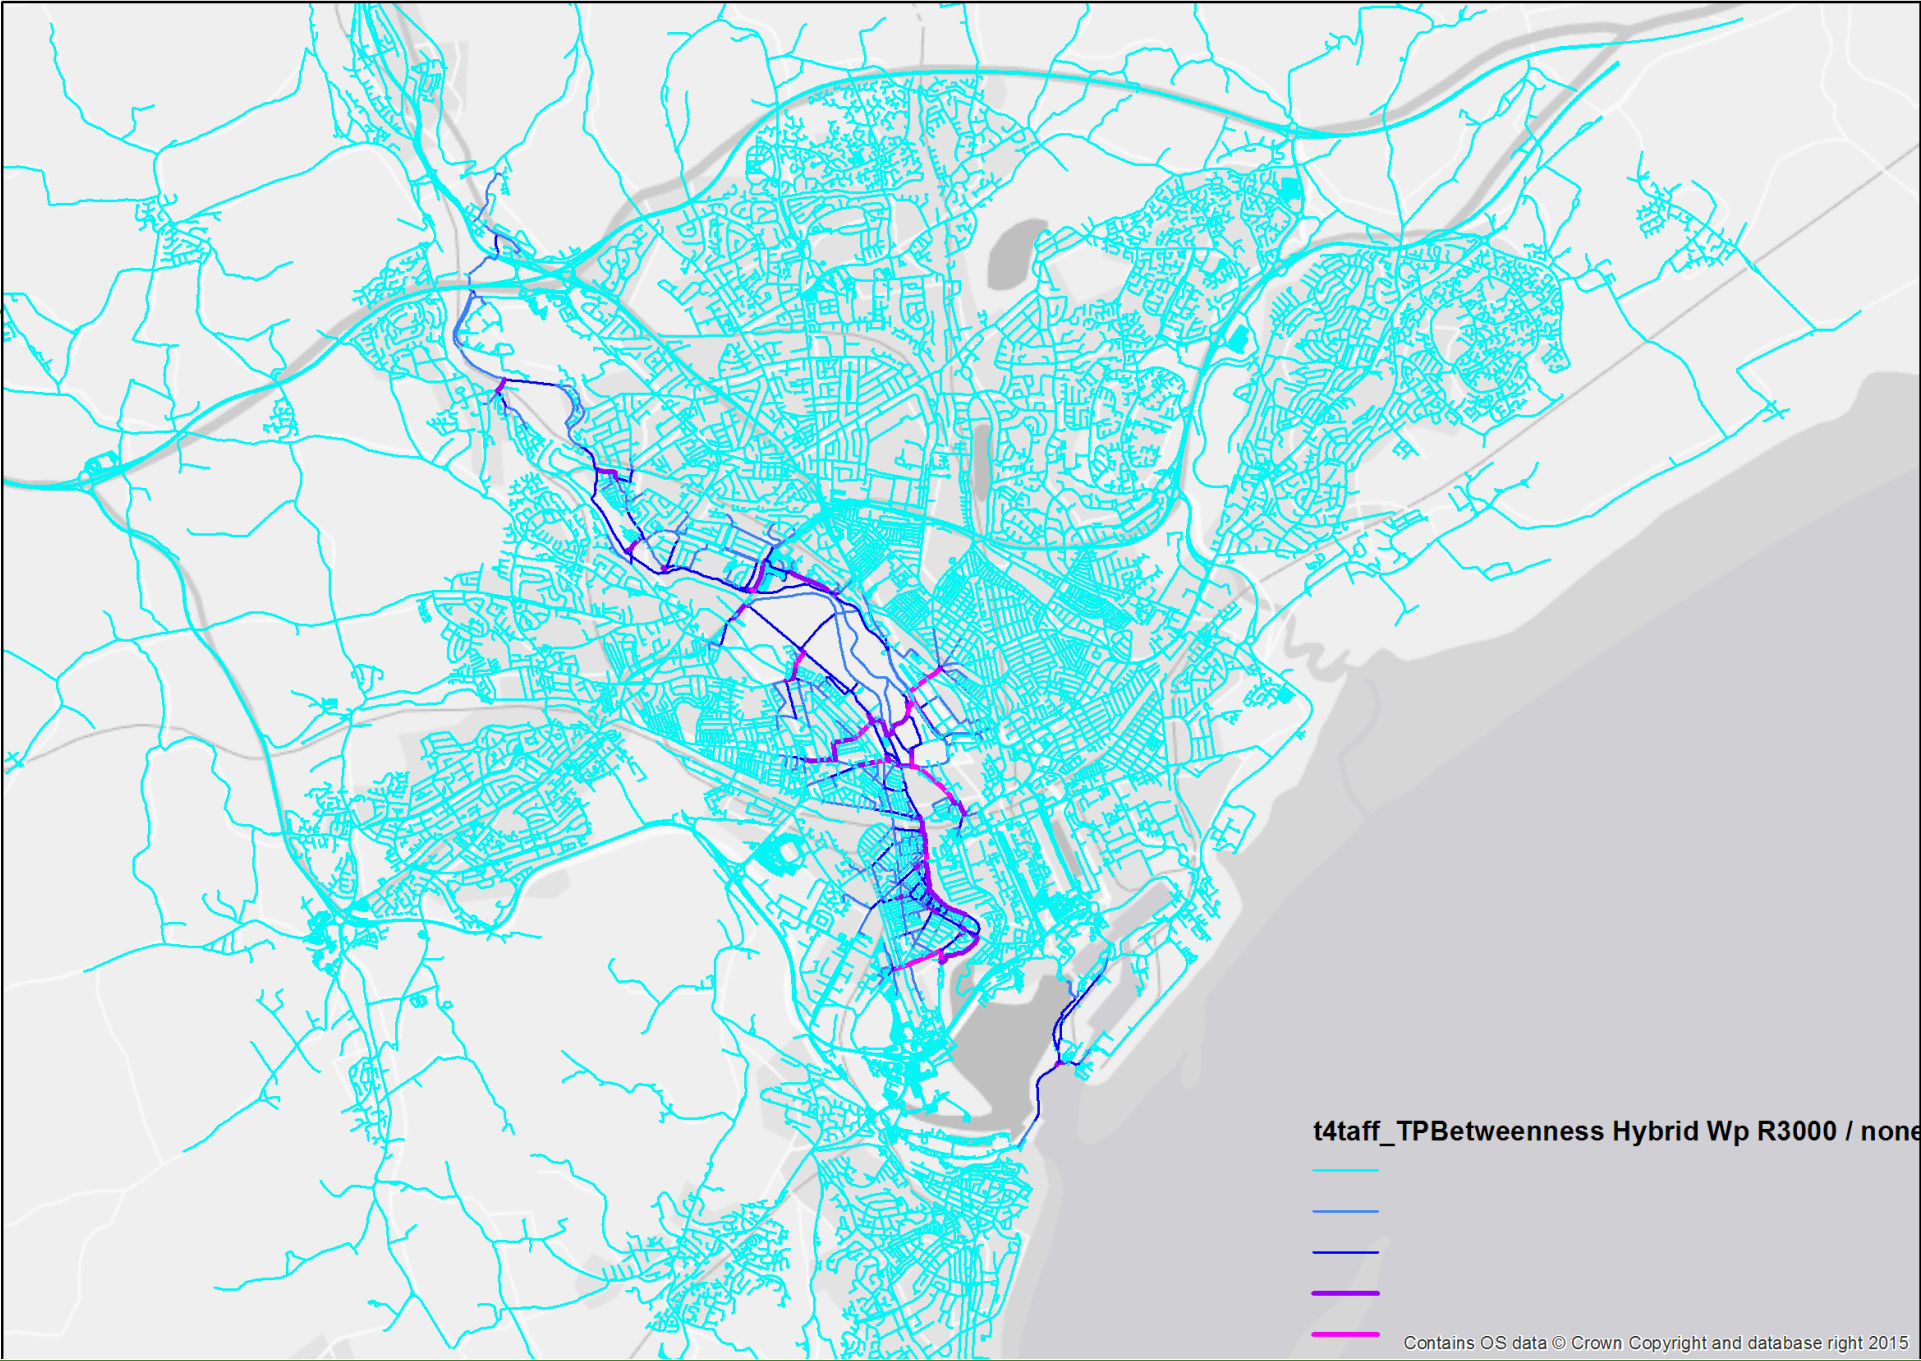 t4taff_TPBetweenness Hybrid Wp R3000 / none
Contains OS data © Crown Copyright and database right 2015